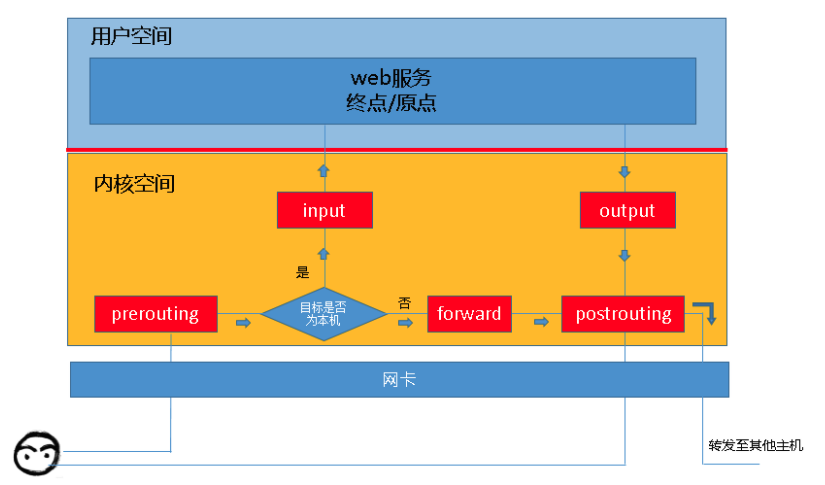 用户空间
web服务
终点/原点
内核空间
input
output
是
prerouting
目标是否
为本机
否
forward
postrouting
网卡
转发至其他主机